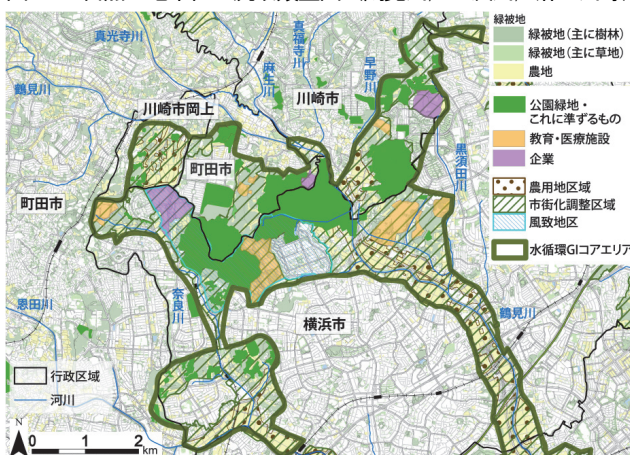 真光寺川
真福寺川
麻生川
早野川
鶴見川
川崎市岡上
川崎市
町田市
黒須田川
町田市
恩田川
奈良川
横浜市
鶴見川
緑被地
緑被地(主に樹林)
緑被地(主に草地)
農地
公園緑地・
これに準ずるもの
教育・医療施設
企業
農用地区域
市街化調整区域
風致地区
水循環GIコアエリア
行政区域
河川
N
0 1 2
km